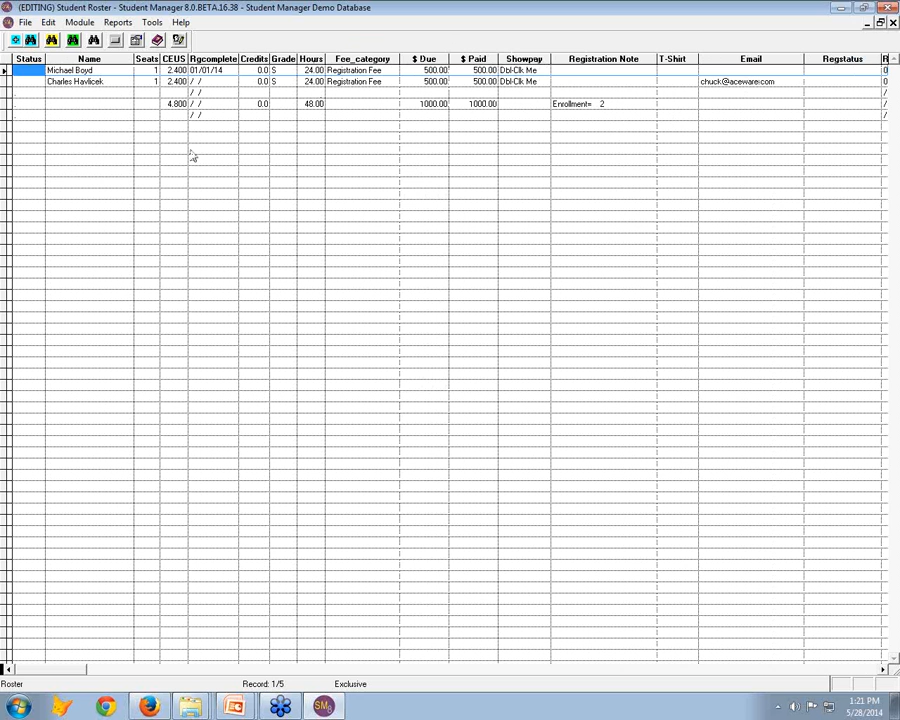 (EDITING) Student Roster - Student Manager 8.0.BETA.16.38 - Student Demo Database
File Edit Module Reports Tools Help
Status Name Seats CEUS Rgcomplete Credits Grade Hours Fee_category $ Due $ Paid Showpay Registration Note T-Shirt Email Regstatus R
Michael Boyd 1 2.400 01/01/14 0.0 S 24.00 Registration Fee 500.00 500.00 Dbl-Clk Me 0
Charles Havlicek 1 2.400 / / 0.0 S 24.00 Registration Fee 500.00 500.00 Dbl-Clk Me chuck@aceware.com 0
. / / /
. 4.800 / / 0.0 48.00 1000.00 1000.00 Enrollment= 2 /
. / / /
Roster Record: 1/5 Exclusive
SM8 1:21 PM
5/28/2014